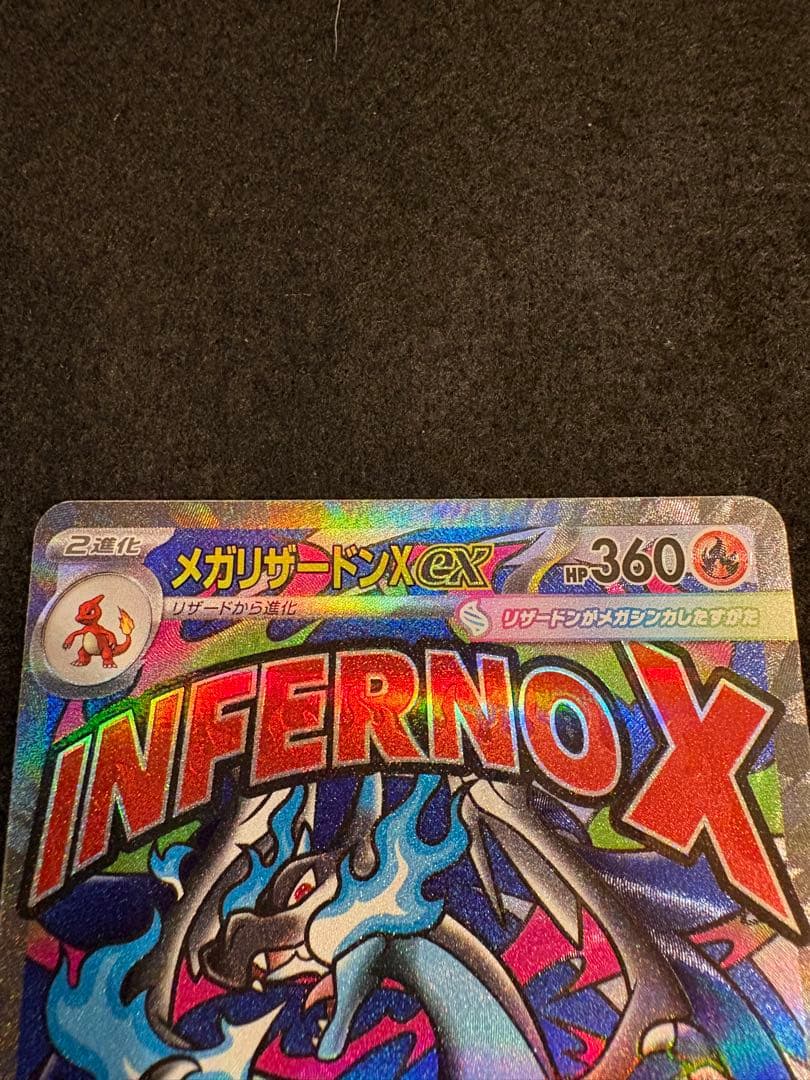 2進化
メガリザードンXex
HP360
リザードから進化
リザードンがメガシンカしたすがた
INFERNO X